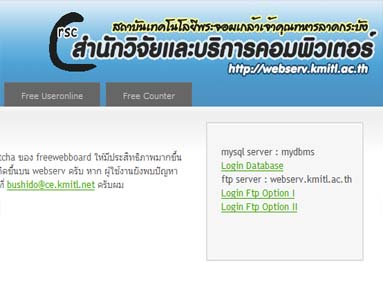 rsc
สถาบันเทคโนโลยีพระจอมเกล้าเจ้าคุณทหารลาดกระบัง
สำนักวิจัยและบริการคอมพิวเตอร์
http://webserv.kmitl.ac.th
Free Useronline
Free Counter
tcha ของ freewebboard ให้มีประสิทธิภาพมากขึ้น
กิดขึ้นบน webserv ครับ หาก ผู้ใช้งานยังพบปัญหา
ที่ bushido@ce.kmitl.net ครับผม
mysql server : mydbms
Login Database
ftp server : webserv.kmitl.ac.th
Login Ftp Option I
Login Ftp Option II